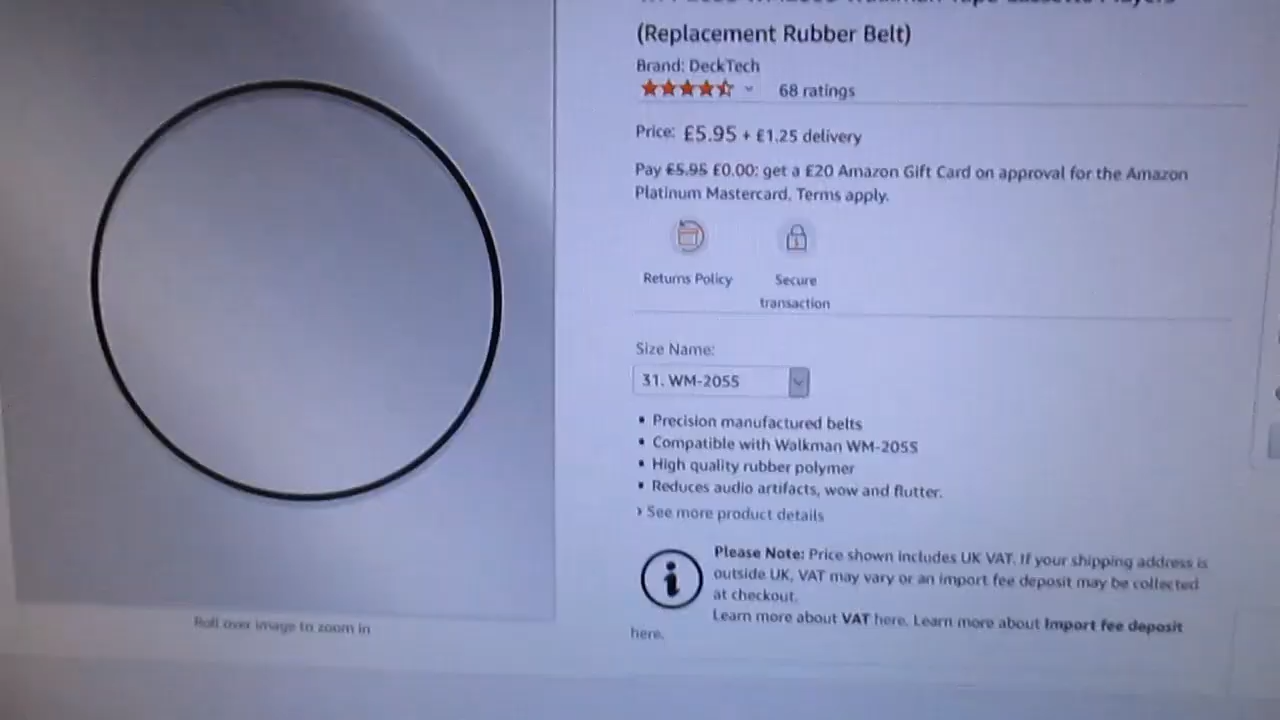 (Replacement Rubber Belt)
Brand: DeckTech
68 ratings
Price: £5.95 + £1.25 delivery
Pay £5.95 £0.00: get a £20 Amazon Gift Card on approval for the Amazon
Platinum Mastercard. Terms apply.
Returns Policy
Secure
transaction
Size Name:
31. WM-2055
Precision manufactured belts
Compatible with Walkman WM-2055
High quality rubber polymer
Reduces audio artifacts, wow and flutter.
› See more product details
Please Note: Price shown includes UK VAT. If your shipping address is
outside UK, VAT may vary or an import fee deposit may be collected
at checkout.
Learn more about VAT here. Learn more about Import fee deposit
here.
Roll over image to zoom in